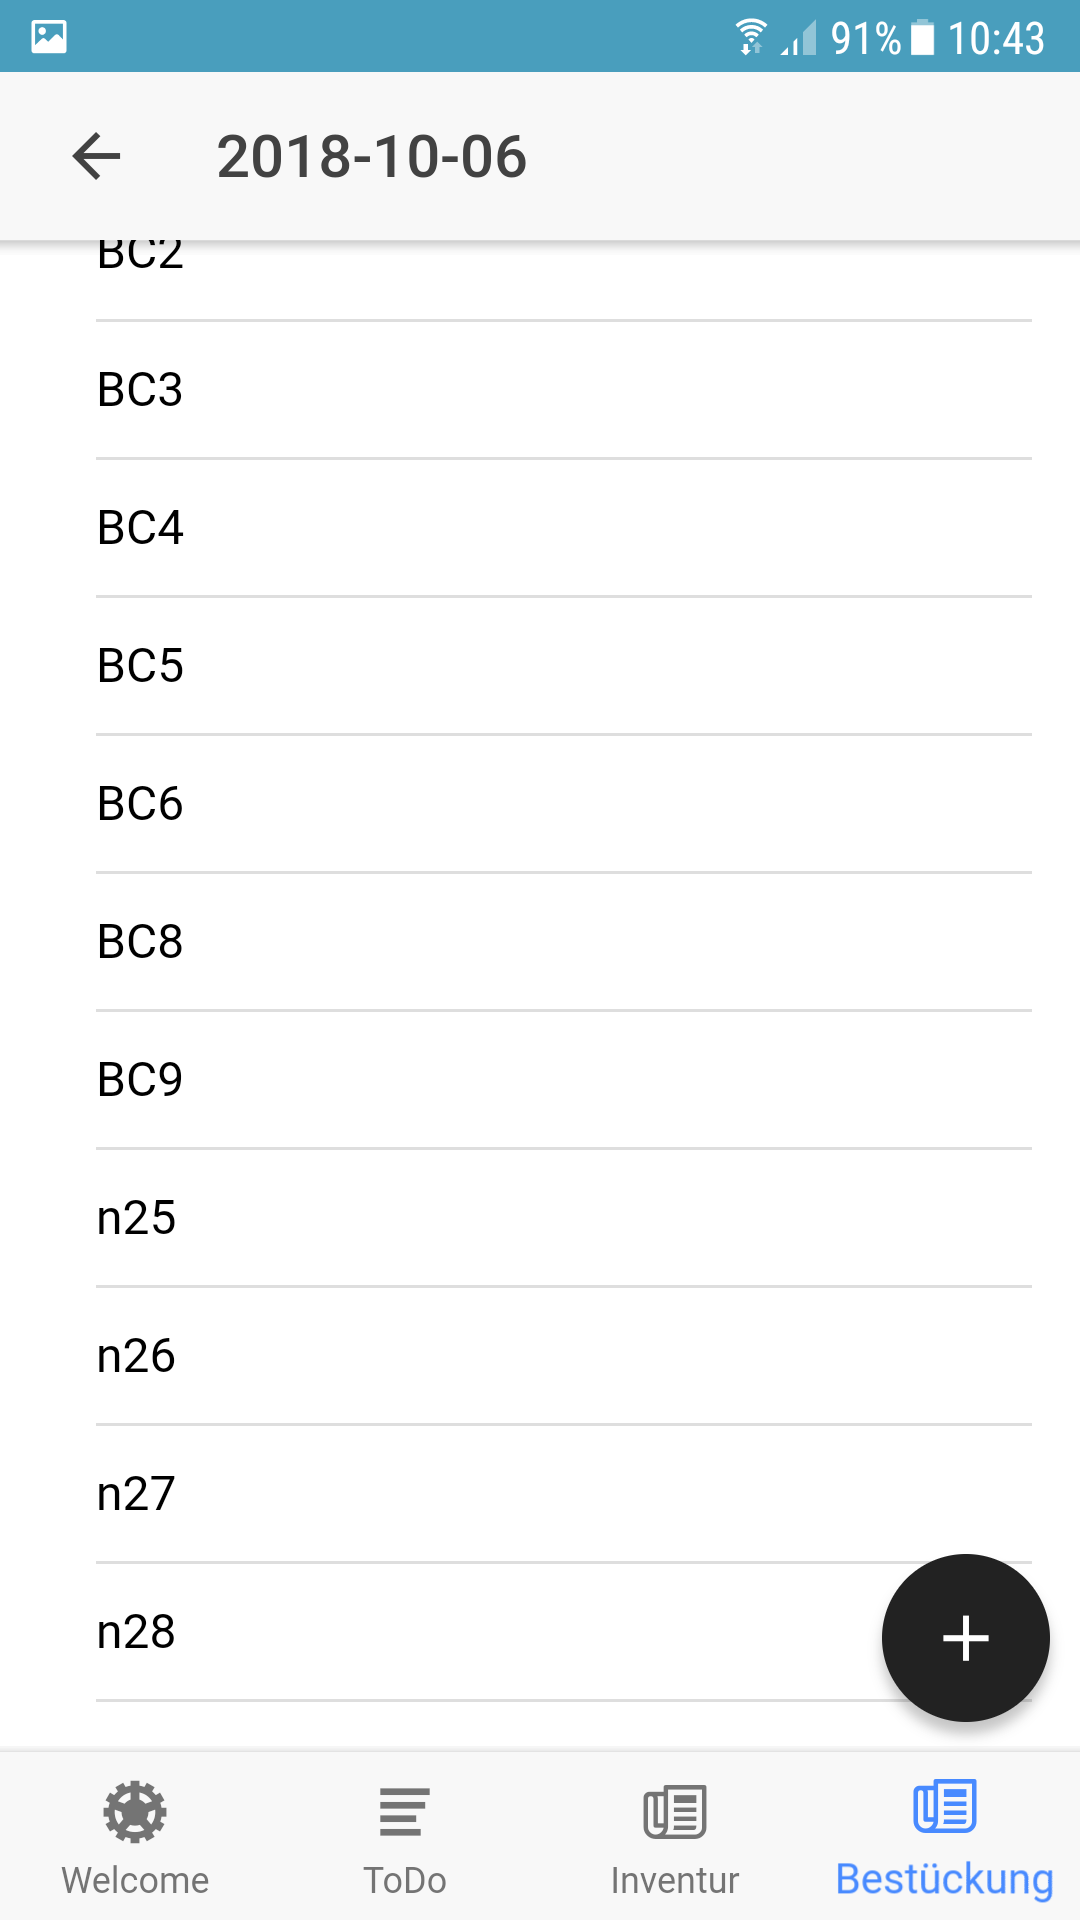 91% 10:43
2018-10-06
BC2
BC3
BC4
BC5
BC6
BC8
BC9
n25
n26
n27
n28
Welcome ToDo Inventur Bestückung